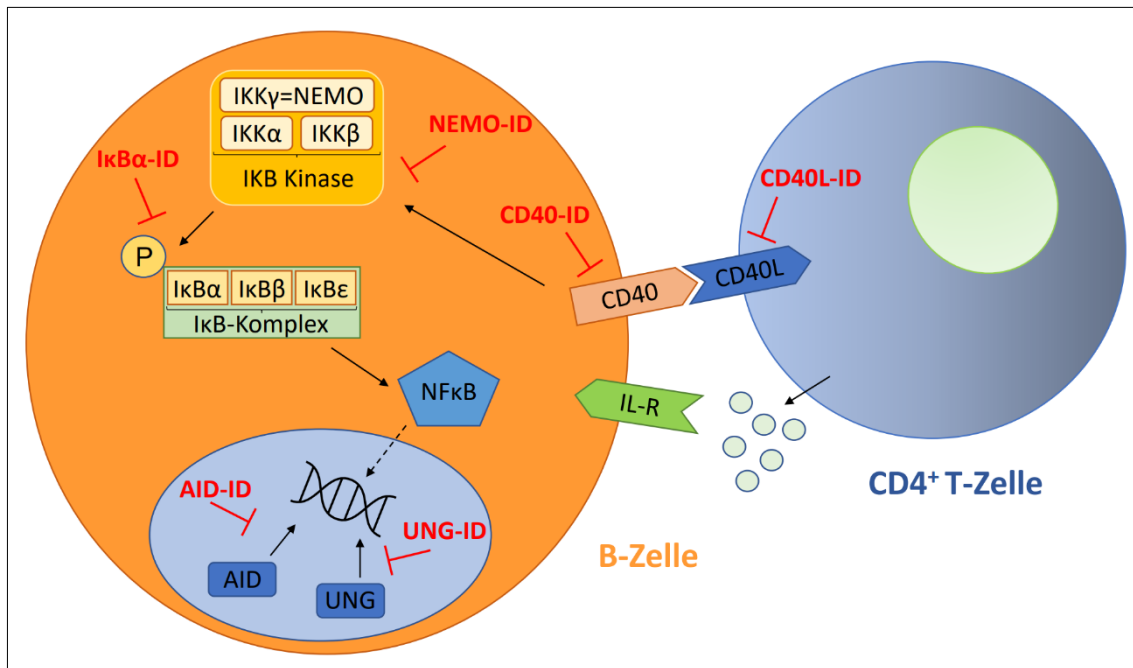 IKKγ=NEMO
IKKα
IKKβ
IKB Kinase
NEMO-ID
IκBα-ID
P
IκBα
IκBβ
IκBε
IκB-Komplex
CD40-ID
CD40L-ID
CD40
CD40L
NFκB
IL-R
AID-ID
UNG-ID
AID
UNG
B-Zelle
CD4⁺ T-Zelle